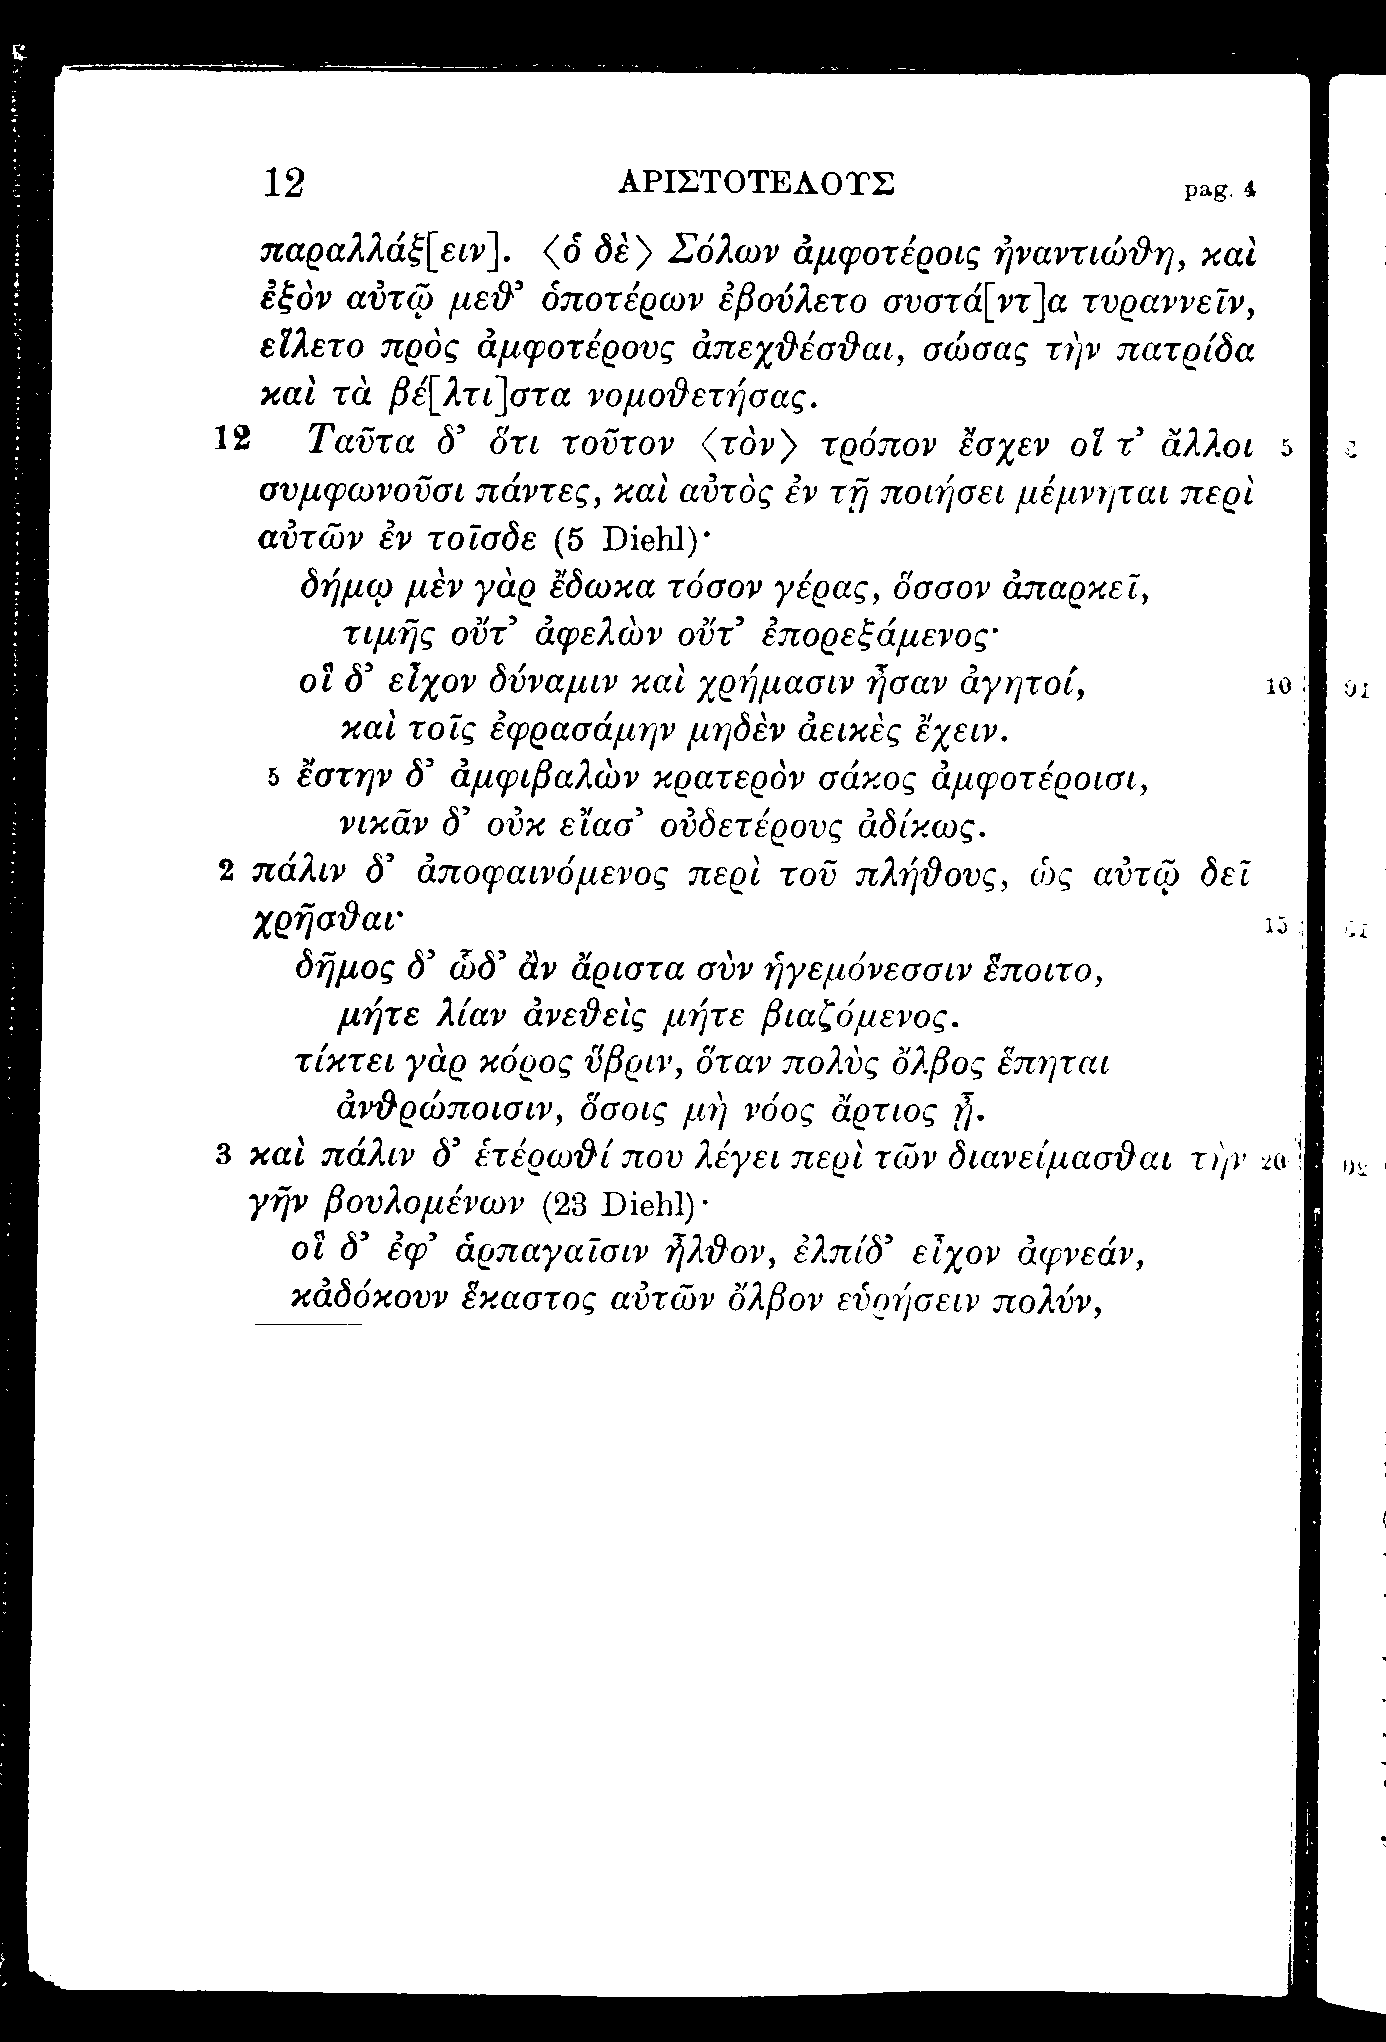 12 ΑΡΙΣΤΟΤΕΛΟΥΣ pag. 4
παραλλάξ[ειν]. 〈ὁ δὲ〉 Σόλων ἀμφοτέροις ἠναντιώϑη, καὶ
ἐξὸν αὐτῷ μεϑ’ ὁποτέρων ἐβούλετο συστά[ντ]α τυραννεῖν,
εἵλετο πρὸς ἀμφοτέρους ἀπεχϑέσϑαι, σώσας τὴν πατρίδα
καὶ τὰ βέ[λτι]στα νομοϑετήσας.
12 Ταῦτα δ’ ὅτι τοῦτον 〈τὸν〉 τρόπον ἔσχεν οἵ τ’ ἄλλοι 5
συμφωνοῦσι πάντες, καὶ αὐτὸς ἐν τῇ ποιήσει μέμνηται περὶ
αὐτῶν ἐν τοῖσδε (5 Diehl)·
δήμῳ μὲν γὰρ ἔδωκα τόσον γέρας, ὅσσον ἀπαρκεῖ,
τιμῆς οὔτ’ ἀφελὼν οὔτ’ ἐπορεξάμενος·
οἳ δ’ εἶχον δύναμιν καὶ χρήμασιν ἦσαν ἀγητοί, 10
καὶ τοῖς ἐφρασάμην μηδὲν ἀεικὲς ἔχειν.
5 ἔστην δ’ ἀμφιβαλὼν κρατερὸν σάκος ἀμφοτέροισι,
νικᾶν δ’ οὐκ εἴασ’ οὐδετέρους ἀδίκως.
2 πάλιν δ’ ἀποφαινόμενος περὶ τοῦ πλήϑους, ὡς αὐτῷ δεῖ
χρῆσϑαι· 15
δῆμος δ’ ὧδ’ ἂν ἄριστα σὺν ἡγεμόνεσσιν ἕποιτο,
μήτε λίαν ἀνεϑεὶς μήτε βιαζόμενος.
τίκτει γὰρ κόρος ὕβριν, ὅταν πολὺς ὄλβος ἕπηται
ἀνϑρώποισιν, ὅσοις μὴ νόος ἄρτιος ᾖ.
3 καὶ πάλιν δ’ ἑτέρωϑί που λέγει περὶ τῶν διανείμασϑαι τὴν 20
γῆν βουλομένων (23 Diehl)·
οἳ δ’ ἐφ’ ἁρπαγαῖσιν ἦλϑον, ἐλπίδ’ εἶχον ἀφνεάν,
κἀδόκουν ἕκαστος αὐτῶν ὄλβον εὑρήσειν πολύν,